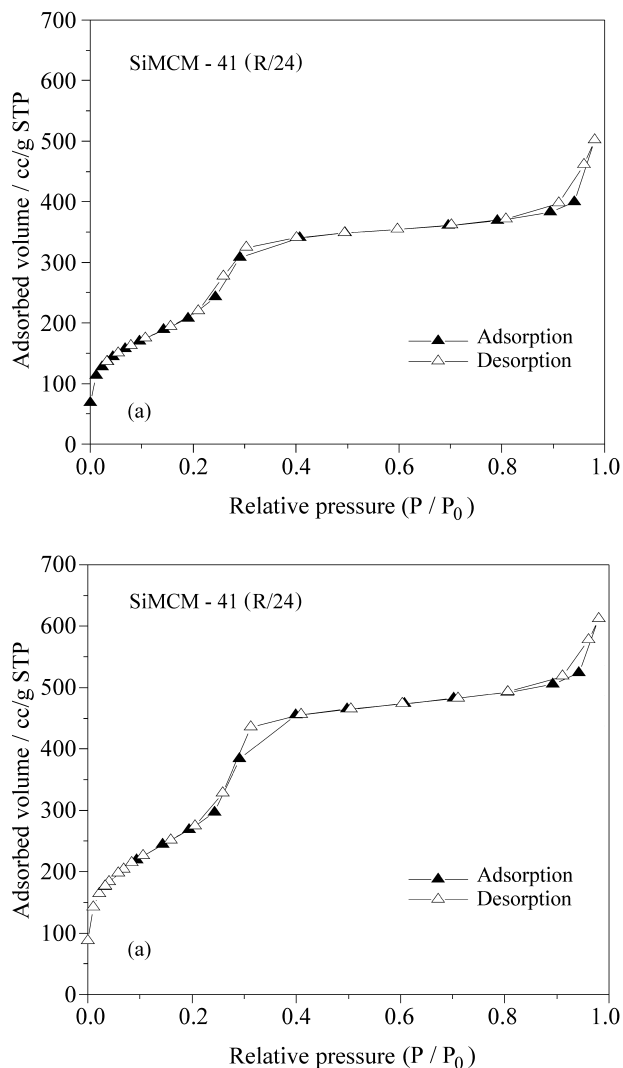 700
SiMCM - 41 (R/24)
600
500
400
300
200
100
0
Adsorbed volume / cc/g STP
Adsorption
Desorption
(a)
0.0 0.2 0.4 0.6 0.8 1.0
Relative pressure (P / P₀ )
700
SiMCM - 41 (R/24)
600
500
400
300
200
100
0
Adsorbed volume / cc/g STP
Adsorption
Desorption
(a)
0.0 0.2 0.4 0.6 0.8 1.0
Relative pressure (P / P₀ )